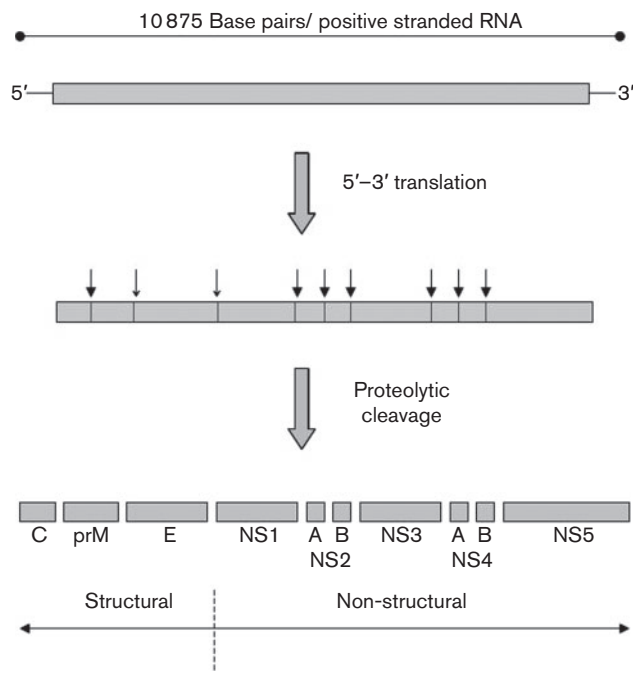 10 875 Base pairs/ positive stranded RNA
5′ 3′
5′–3′ translation
Proteolytic
cleavage
C prM E NS1 A B NS3 A B NS5
NS2 NS4
Structural Non-structural